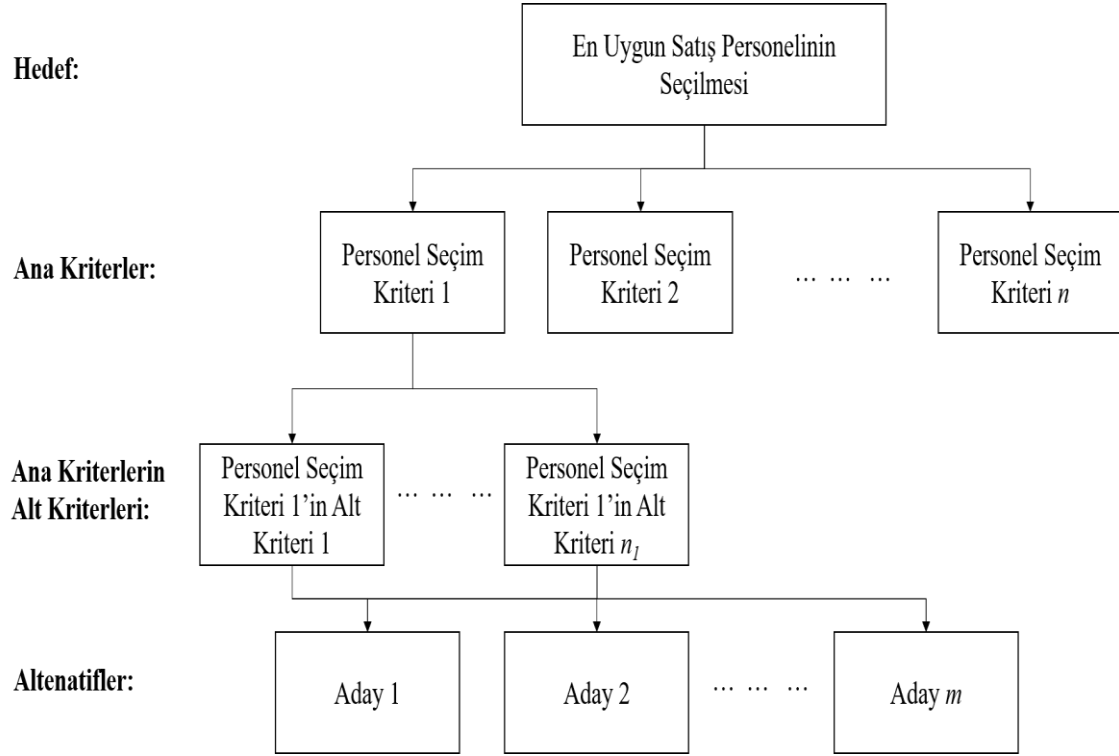 Hedef:
En Uygun Satış Personelinin
Seçilmesi
Ana Kriterler:
Personel Seçim
Kriteri 1
Personel Seçim
Kriteri 2
... ... ...
Personel Seçim
Kriteri n
Ana Kriterlerin
Alt Kriterleri:
Personel Seçim
Kriteri 1’in Alt
Kriteri 1
... ... ...
Personel Seçim
Kriteri 1’in Alt
Kriteri n1
Altenatifler:
Aday 1
Aday 2
... ... ...
Aday m